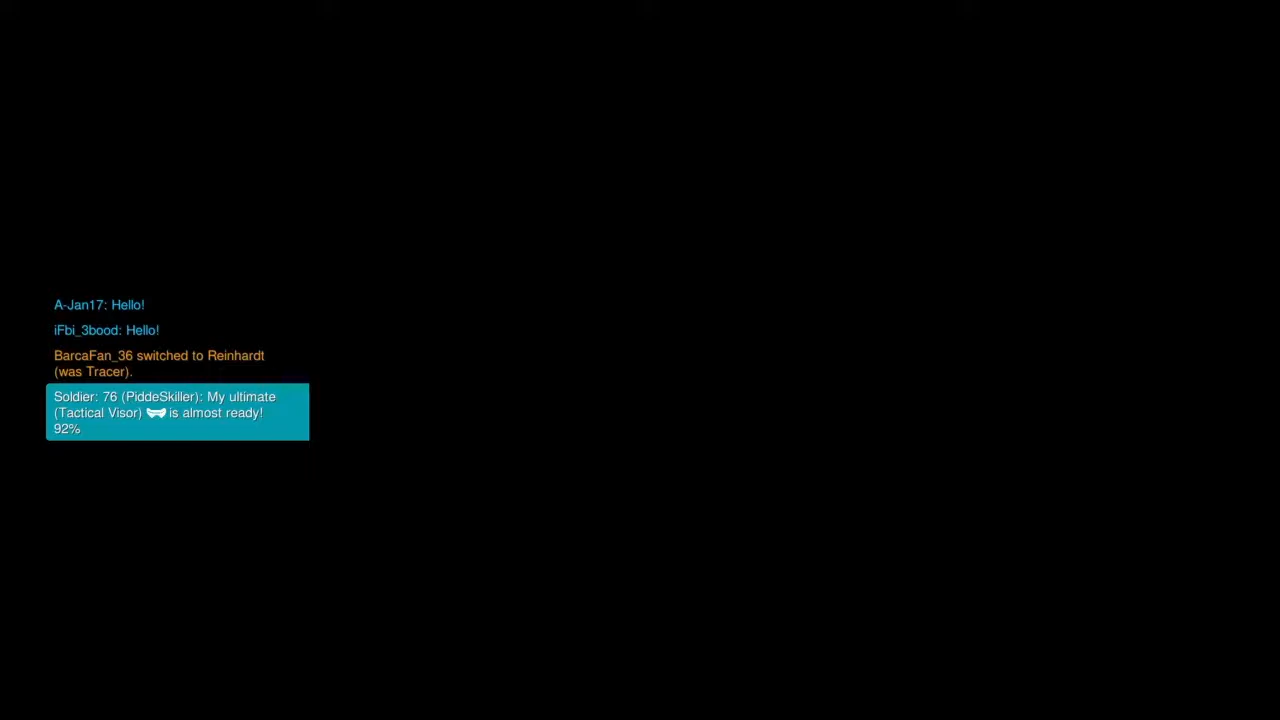 A-Jan17: Hello!
iFbi_3bood: Hello!
BarcaFan_36 switched to Reinhardt
(was Tracer).
Soldier: 76 (PiddeSkiller): My ultimate
(Tactical Visor) is almost ready!
92%